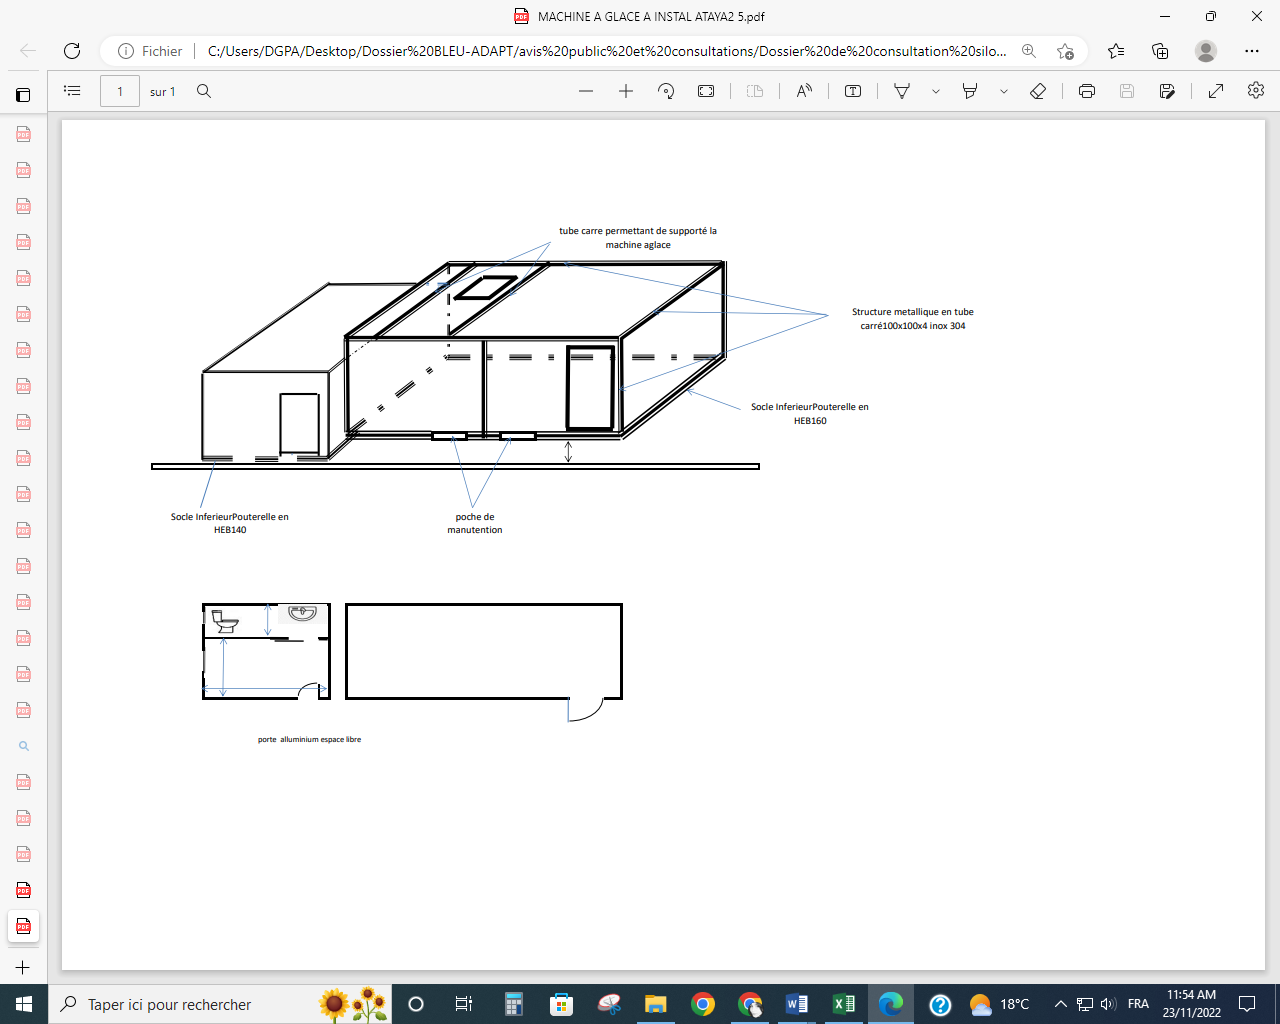 MACHINE A GLACE A INSTAL ATAYA2 5.pdf
Fichier
C:/Users/DGPA/Desktop/Dossier%20BLEU-ADAPT/avis%20public%20et%20consultations/Dossier%20de%20consultation%20silo...
1 sur 1
tube carre permettant de supporté la
machine aglace
Structure metallique en tube
carré100x100x4 inox 304
Socle InferieurPouterelle en
HEB160
Socle InferieurPouterelle en
HEB140
poche de
manutention
porte alluminium espace libre
Taper ici pour rechercher
18°C
FRA
11:54 AM
23/11/2022